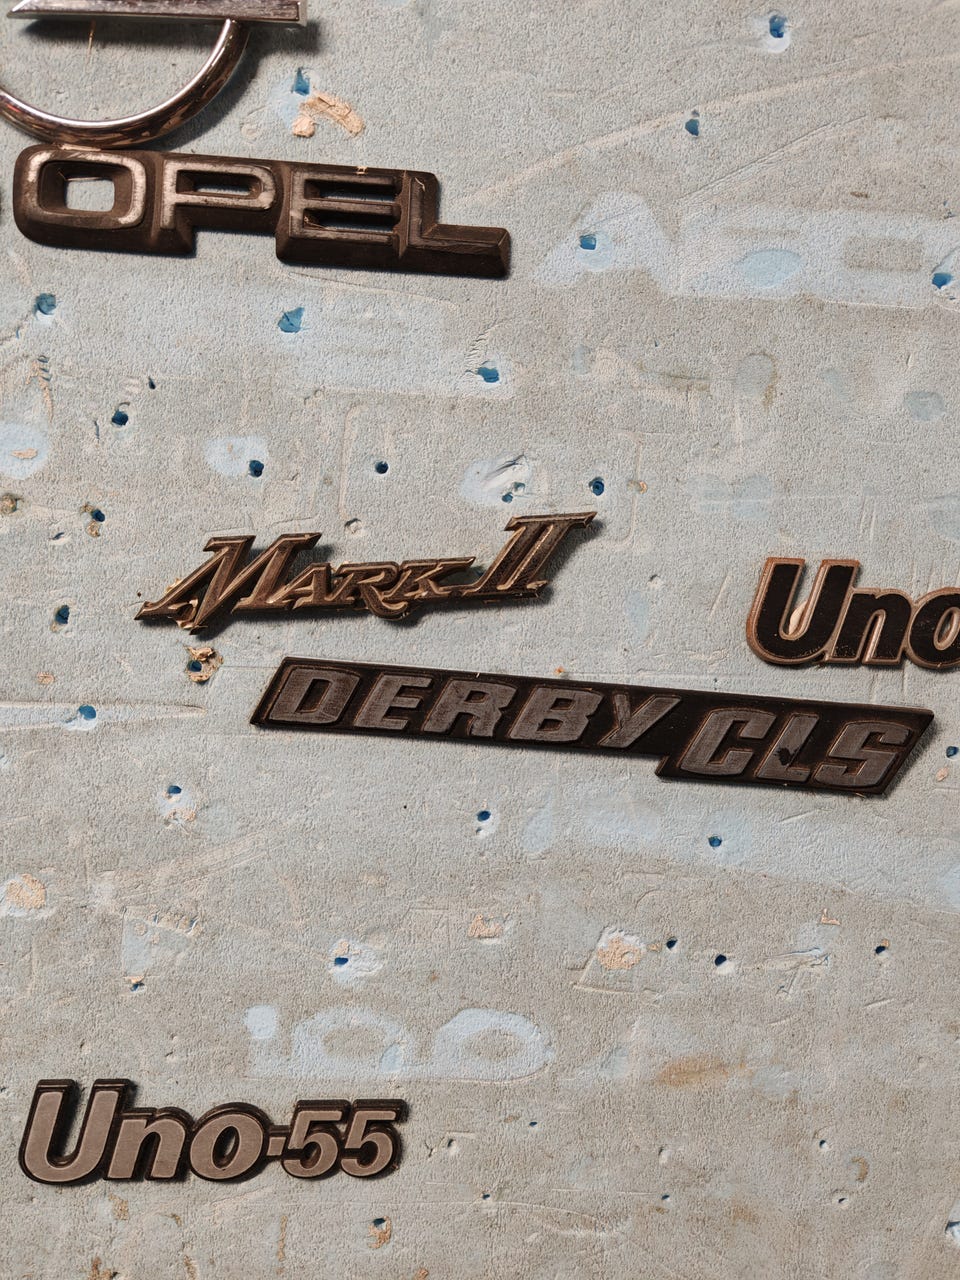 OPEL
MARK II
Uno
DERBY CLS
Uno·55